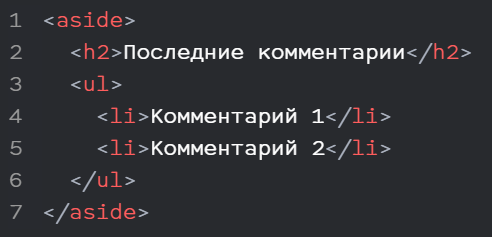 1 <aside>
2   <h2>Последние комментарии</h2>
3   <ul>
4     <li>Комментарий 1</li>
5     <li>Комментарий 2</li>
6   </ul>
7 </aside>